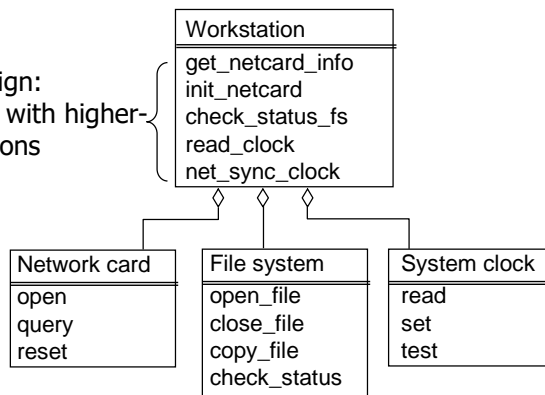 Workstation
ign:
with higher-
ons
get_netcard_info
init_netcard
check_status_fs
read_clock
net_sync_clock
Network card
open
query
reset
File system
open_file
close_file
copy_file
check_status
System clock
read
set
test